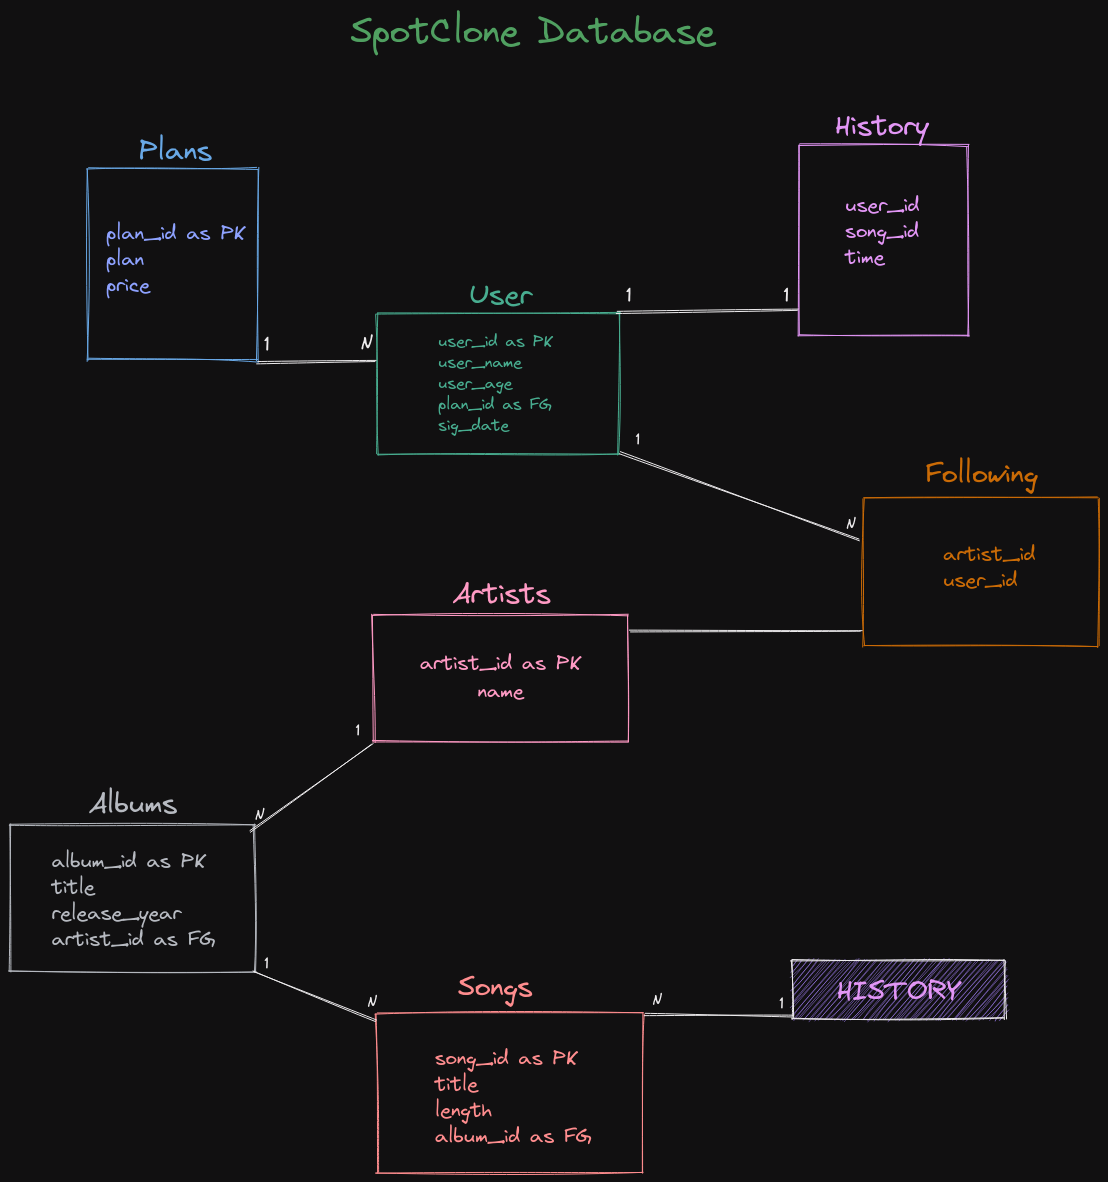 SpotClone Database
Plans
plan_id as PK
plan
price
1
N
User
user_id as PK
user_name
user_age
plan_id as FG
sig_date
1
1
History
user_id
song_id
time
1
N
Following
artist_id
user_id
Artists
artist_id as PK
name
1
N
Albums
album_id as PK
title
release_year
artist_id as FG
1
N
Songs
song_id as PK
title
length
album_id as FG
N
1
HISTORY